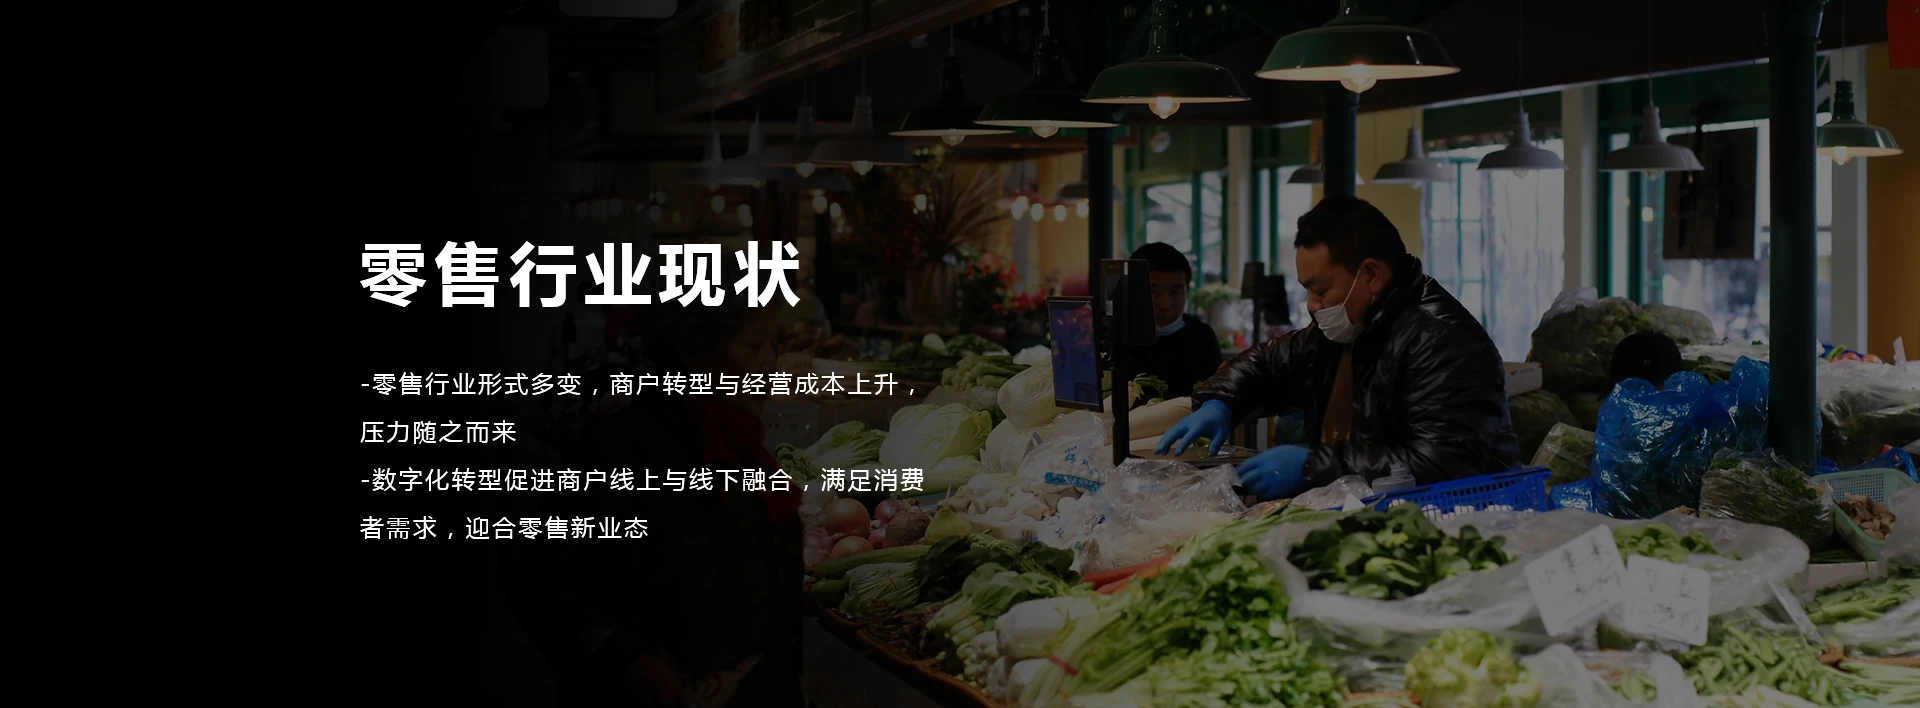 零售行业现状
-零售行业形式多变，商户转型与经营成本上升，
压力随之而来
-数字化转型促进商户线上与线下融合，满足消费
者需求，迎合零售新业态